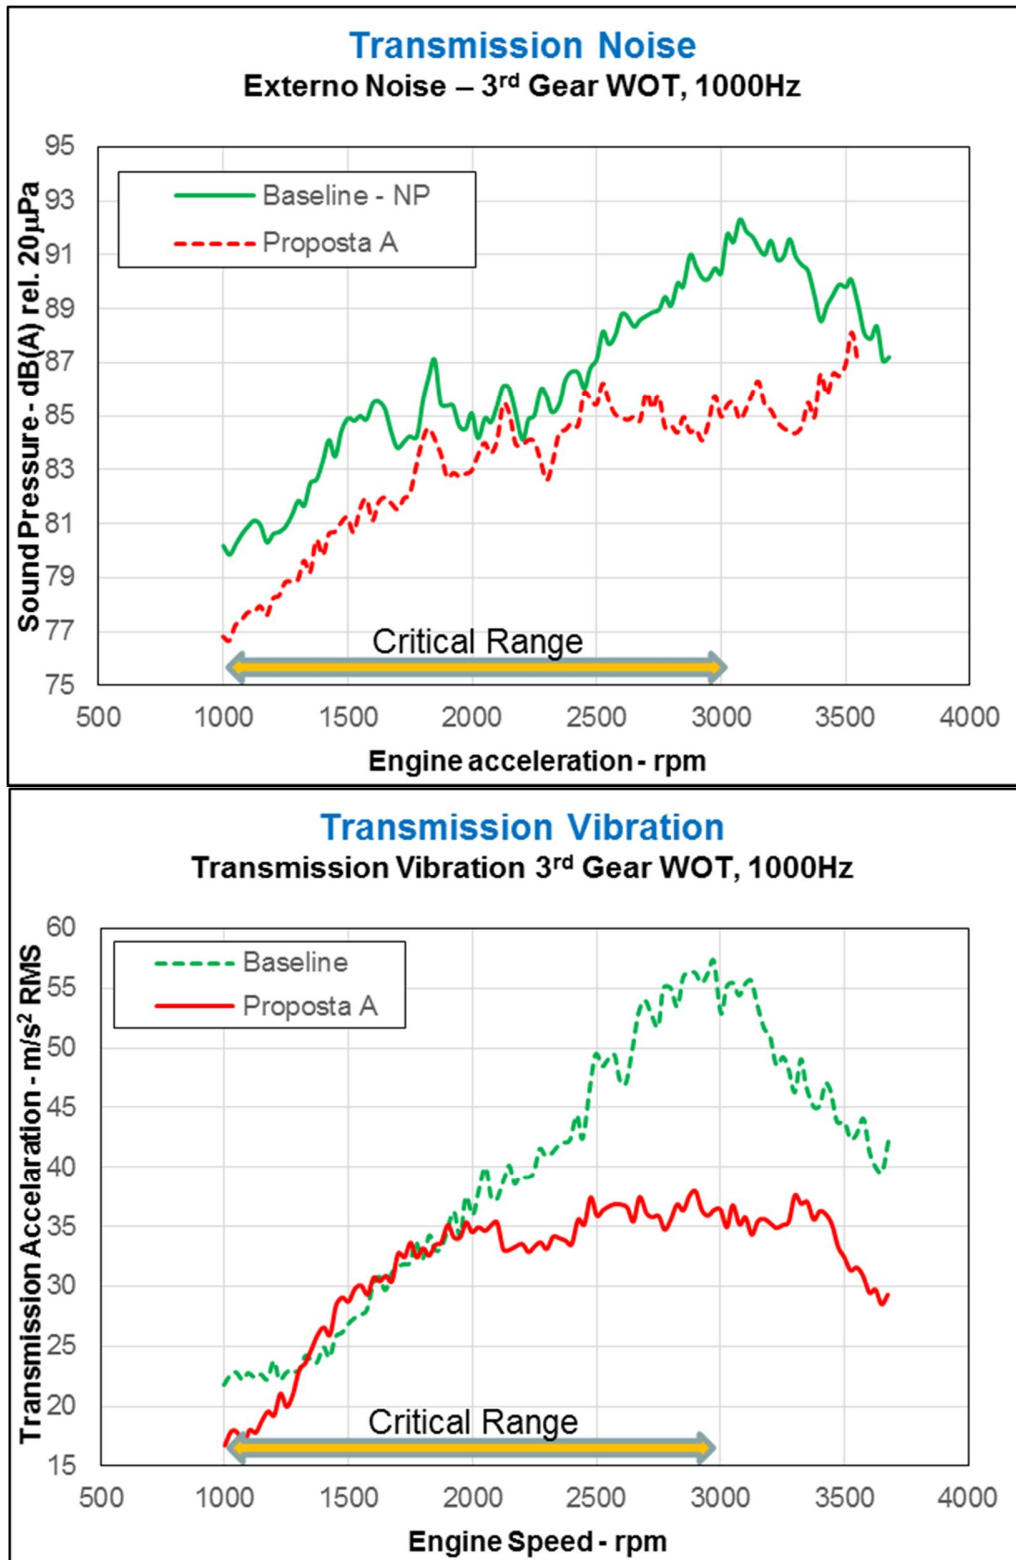 Transmission Noise
Externo Noise – 3rd Gear WOT, 1000Hz
Sound Pressure - dB(A) rel. 20µPa
95
93
91
89
87
85
83
81
79
77
75
Baseline - NP
Proposta A
Critical Range
500 1000 1500 2000 2500 3000 3500 4000
Engine acceleration - rpm
Transmission Vibration
Transmission Vibration 3rd Gear WOT, 1000Hz
Transmission Accelaration - m/s² RMS
60
55
50
45
40
35
30
25
20
15
Baseline
Proposta A
Critical Range
500 1000 1500 2000 2500 3000 3500 4000
Engine Speed - rpm